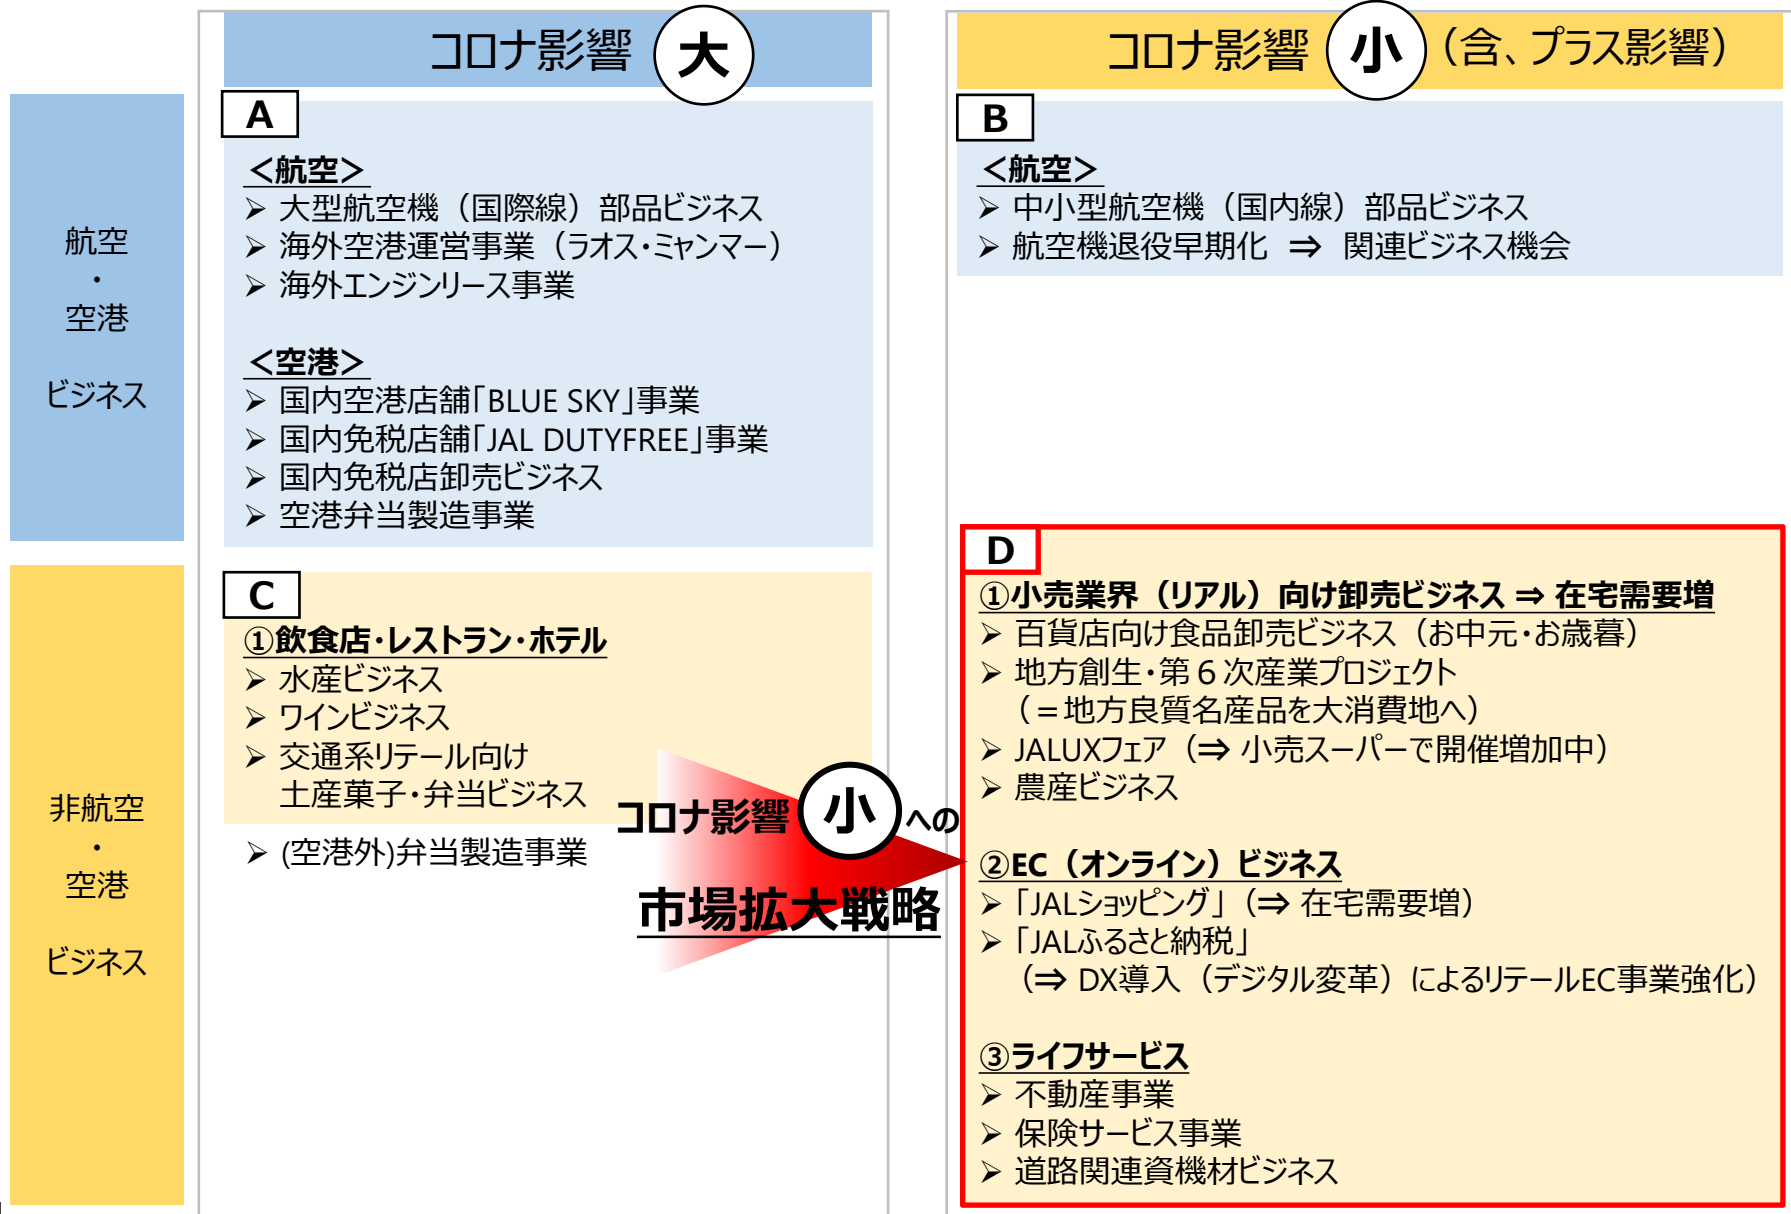 コロナ影響 大
コロナ影響 小 （含、プラス影響）
航空
・
空港
ビジネス
A
＜航空＞
➢ 大型航空機（国際線）部品ビジネス
➢ 海外空港運営事業（ラオス・ミャンマー）
➢ 海外エンジンリース事業
＜空港＞
➢ 国内空港店舗「BLUE SKY」事業
➢ 国内免税店舗「JAL DUTYFREE」事業
➢ 国内免税店卸売ビジネス
➢ 空港弁当製造事業
B
＜航空＞
➢ 中小型航空機（国内線）部品ビジネス
➢ 航空機退役早期化 ⇒ 関連ビジネス機会
非航空
・
空港
ビジネス
C
①飲食店・レストラン・ホテル
➢ 水産ビジネス
➢ ワインビジネス
➢ 交通系リテール向け
土産菓子・弁当ビジネス
➢ (空港外)弁当製造事業
コロナ影響 小 への
市場拡大戦略
D
①小売業界（リアル）向け卸売ビジネス ⇒ 在宅需要増
➢ 百貨店向け食品卸売ビジネス（お中元・お歳暮）
➢ 地方創生・第６次産業プロジェクト
（＝地方良質名産品を大消費地へ）
➢ JALUXフェア（⇒ 小売スーパーで開催増加中）
➢ 農産ビジネス
②EC（オンライン）ビジネス
➢ 「JALショッピング」（⇒ 在宅需要増）
➢ 「JALふるさと納税」
（⇒ DX導入（デジタル変革）によるリテールEC事業強化）
③ライフサービス
➢ 不動産事業
➢ 保険サービス事業
➢ 道路関連資機材ビジネス